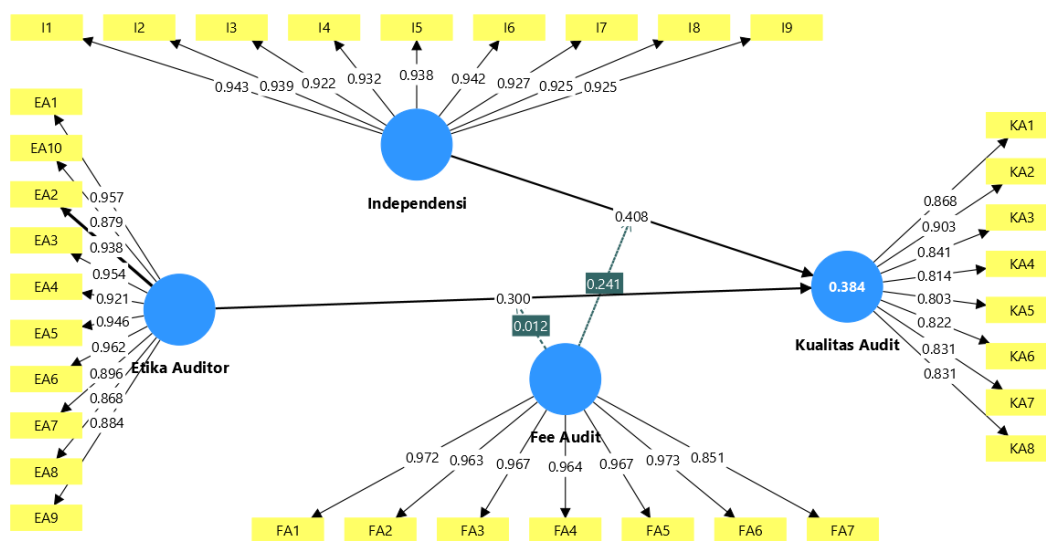 I1 I2 I3 I4 I5 I6 I7 I8 I9
0.943 0.939 0.922 0.932 0.938 0.942 0.927 0.925 0.925
Independensi
EA1
EA10
EA2
EA3
EA4
EA5
EA6
EA7
EA8
EA9
0.957
0.879
0.938
0.954
0.921
0.946
0.962
0.896
0.868
0.884
Etika Auditor
0.408
0.300
0.241
0.012
Fee Audit
0.972 0.963 0.967 0.964 0.967 0.973 0.851
FA1 FA2 FA3 FA4 FA5 FA6 FA7
0.384
Kualitas Audit
0.868
0.903
0.841
0.814
0.803
0.822
0.831
0.831
KA1
KA2
KA3
KA4
KA5
KA6
KA7
KA8